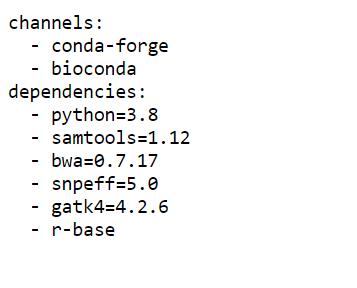 channels:
  - conda-forge
  - bioconda
dependencies:
  - python=3.8
  - samtools=1.12
  - bwa=0.7.17
  - snpeff=5.0
  - gatk4=4.2.6
  - r-base